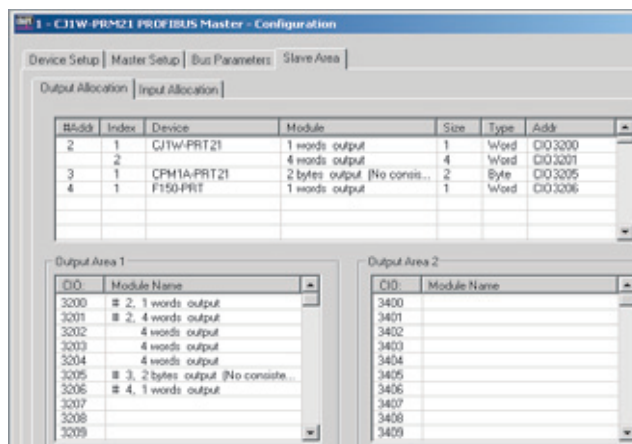 1 - CJ1W-PRM21 PROFIBUS Master - Configuration
Device Setup Master Setup Bus Parameters Slave Area
Output Allocation Input Allocation
#Addr Index Device Module Size Type Addr
2 1 CJ1W-PRT21 1 words output 1 Word CIO3200
2 4 words output 4 Word CIO3201
3 1 CPM1A-PRT21 2 bytes output (No consis... 2 Byte CIO3205
4 1 F150-PRT 1 words output 1 Word CIO3206
Output Area 1
CIO: Module Name
3200 # 2, 1 words output
3201 # 2, 4 words output
3202 4 words output
3203 4 words output
3204 4 words output
3205 # 3, 2 bytes output (No consiste...
3206 # 4, 1 words output
3207
3208
3209
Output Area 2
CIO: Module Name
3400
3401
3402
3403
3404
3405
3406
3407
3408
3409